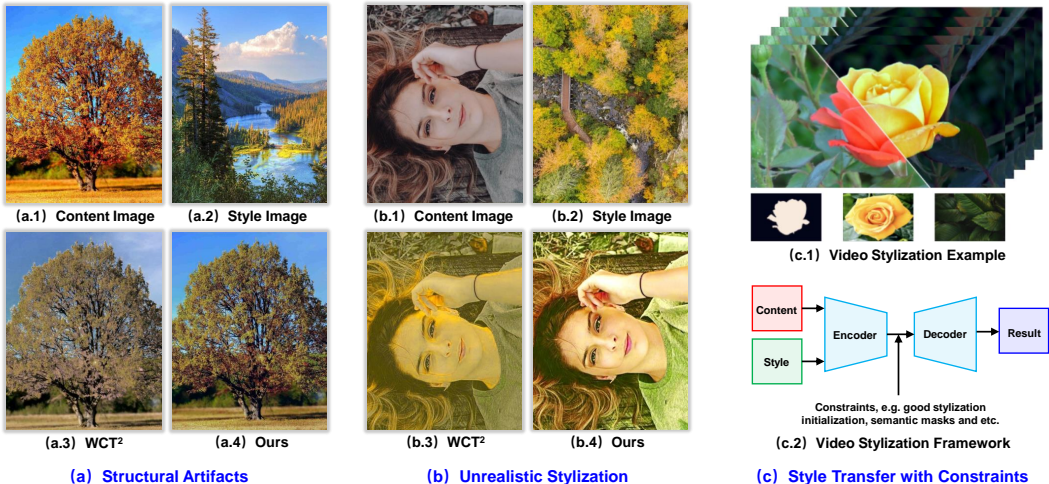 (a.1) Content Image
(a.2) Style Image
(a.3) WCT²
(a.4) Ours
(a) Structural Artifacts
(b.1) Content Image
(b.2) Style Image
(b.3) WCT²
(b.4) Ours
(b) Unrealistic Stylization
(c.1) Video Stylization Example
Content
Style
Encoder
Decoder
Result
Constraints, e.g. good stylization
initialization, semantic masks and etc.
(c.2) Video Stylization Framework
(c) Style Transfer with Constraints